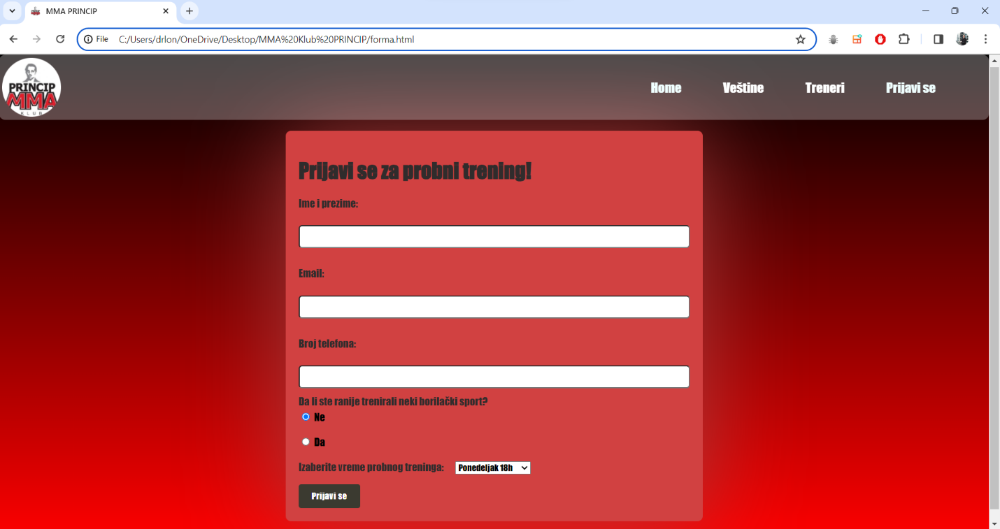 MMA PRINCIP
File C:/Users/drlon/OneDrive/Desktop/MMA%20Klub%20PRINCIP/forma.html
PRINCIP
MMA
KLUB
Home Veštine Treneri Prijavi se
Prijavi se za probni trening!
Ime i prezime:
Email:
Broj telefona:
Da li ste ranije trenirali neki borilački sport?
Ne
Da
Izaberite vreme probnog treninga: Ponedeljak 18h
Prijavi se